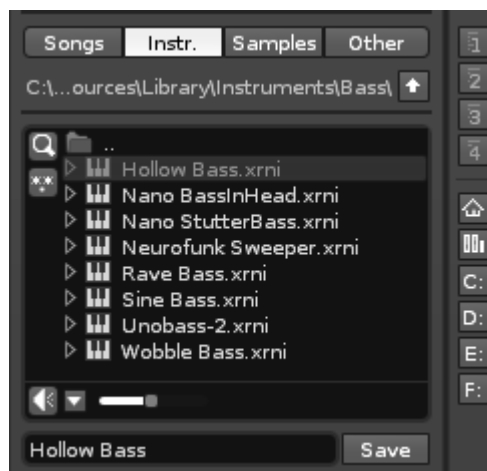 Songs Instr. Samples Other
C:\...ources\Library\Instruments\Bass\
..
Hollow Bass.xrni
Nano BassInHead.xrni
Nano StutterBass.xrni
Neurofunk Sweeper.xrni
Rave Bass.xrni
Sine Bass.xrni
Unobass-2.xrni
Wobble Bass.xrni
Hollow Bass Save
1
2
3
4
C:
D:
E:
F: